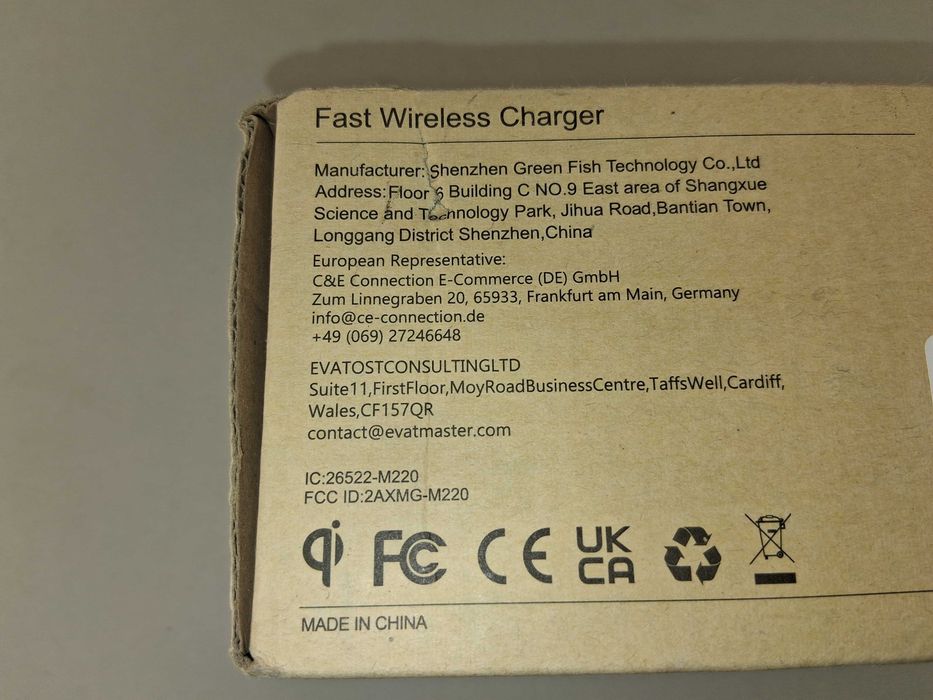 Fast Wireless Charger
Manufacturer: Shenzhen Green Fish Technology Co.,Ltd
Address:Floor 6 Building C NO.9 East area of Shangxue
Science and Technology Park, Jihua Road,Bantian Town,
Longgang District Shenzhen,China
European Representative:
C&E Connection E-Commerce (DE) GmbH
Zum Linnegraben 20, 65933, Frankfurt am Main, Germany
info@ce-connection.de
+49 (069) 27246648
EVATOSTCONSULTINGLTD
Suite11,FirstFloor,MoyRoadBusinessCentre,TaffsWell,Cardiff,
Wales,CF157QR
contact@evatmaster.com
IC:26522-M220
FCC ID:2AXMG-M220
qi FC CE UK
CA
MADE IN CHINA